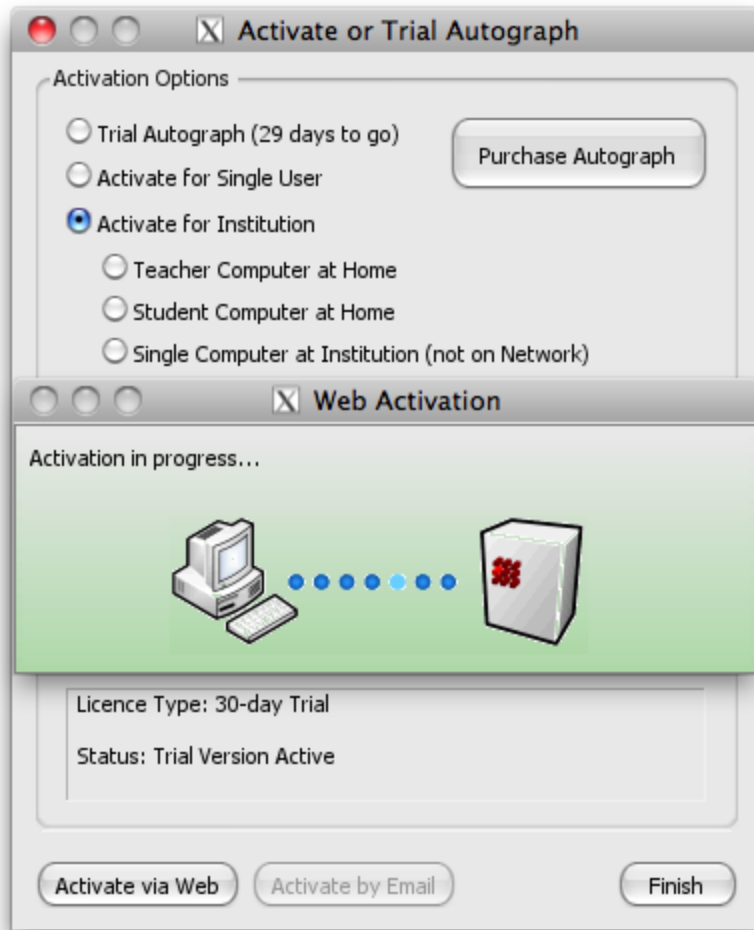 Activate or Trial Autograph
Activation Options
Trial Autograph (29 days to go)
Purchase Autograph
Activate for Single User
Activate for Institution
Teacher Computer at Home
Student Computer at Home
Single Computer at Institution (not on Network)
Web Activation
Activation in progress...
Licence Type: 30-day Trial
Status: Trial Version Active
Activate via Web
Activate by Email
Finish